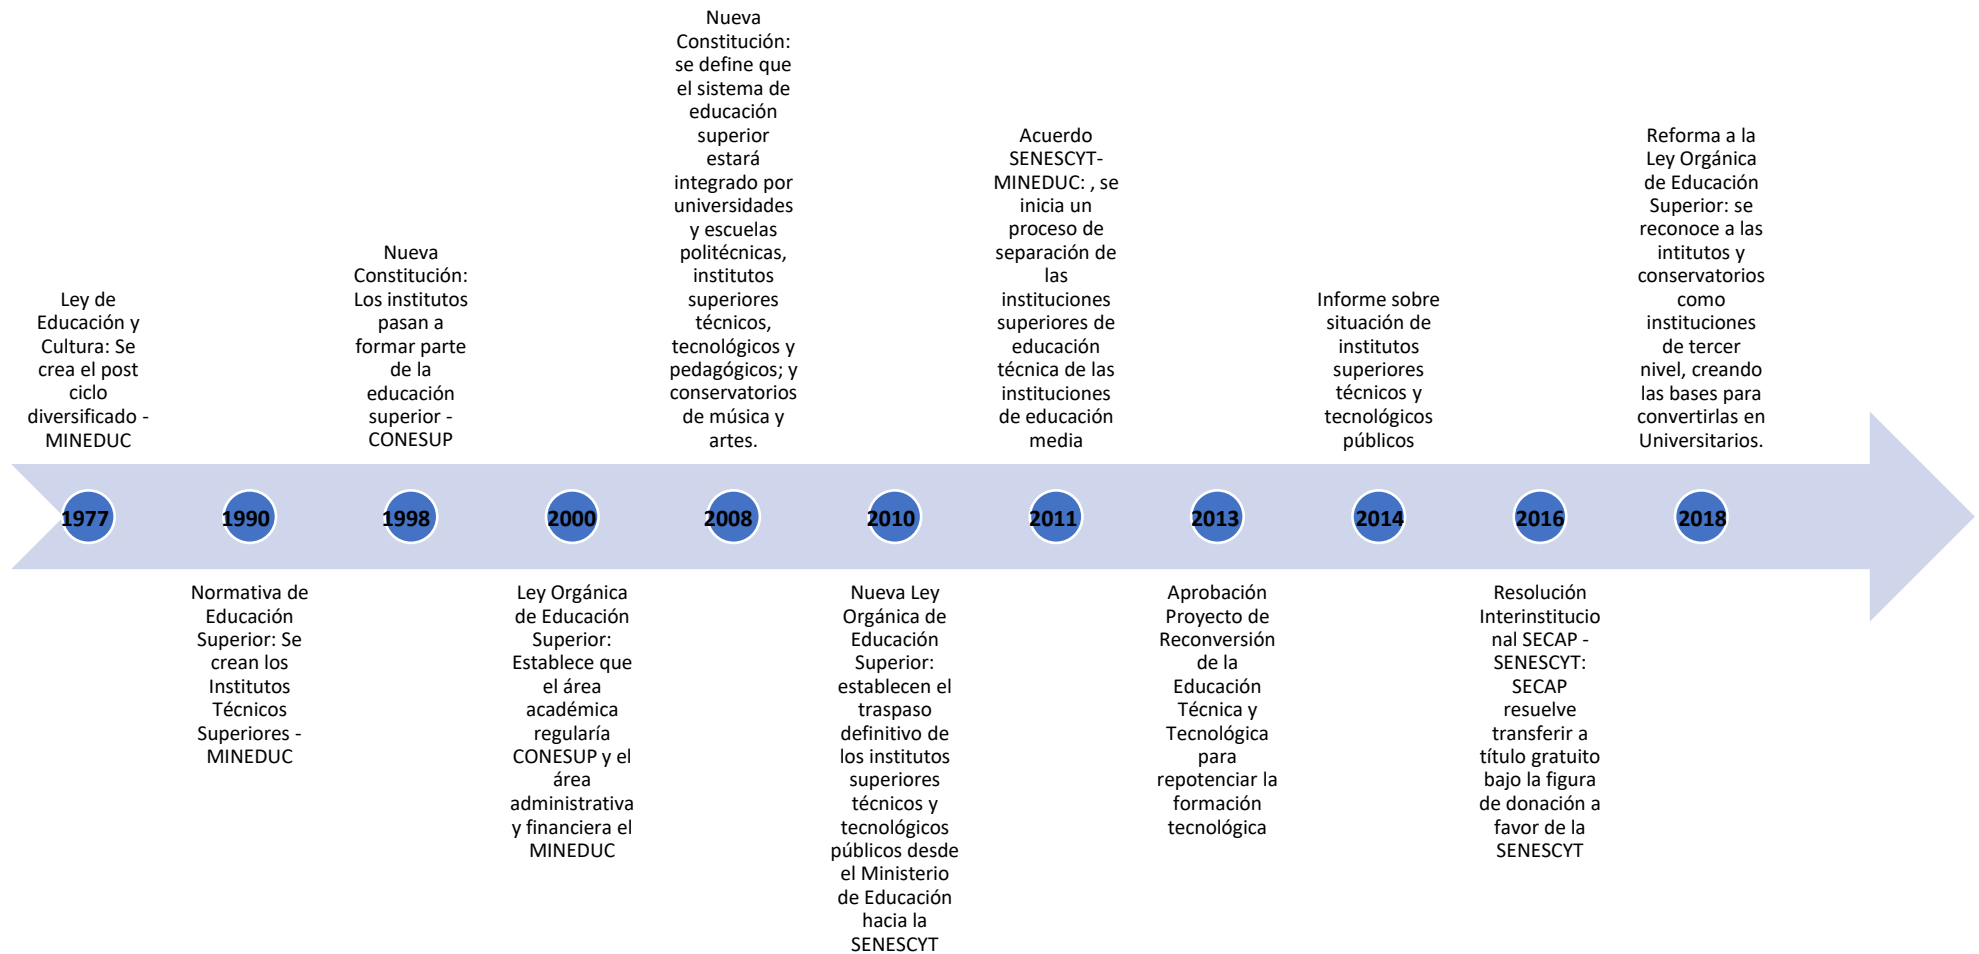 Ley de
Educación y
Cultura: Se
crea el post
ciclo
diversificado -
MINEDUC
Nueva
Constitución:
Los institutos
pasan a
formar parte
de la
educación
superior -
CONESUP
Nueva
Constitución:
se define que
el sistema de
educación
superior
estará
integrado por
universidades
y escuelas
politécnicas,
institutos
superiores
técnicos,
tecnológicos y
pedagógicos; y
conservatorios
de música y
artes.
Acuerdo
SENESCYT-
MINEDUC: , se
inicia un
proceso de
separación de
las
instituciones
superiores de
educación
técnica de las
instituciones
de educación
media
Informe sobre
situación de
institutos
superiores
técnicos y
tecnológicos
públicos
Reforma a la
Ley Orgánica
de Educación
Superior: se
reconoce a las
intitutos y
conservatorios
como
instituciones
de tercer
nivel, creando
las bases para
convertirlas en
Universitarios.
1977
1990
1998
2000
2008
2010
2011
2013
2014
2016
2018
Normativa de
Educación
Superior: Se
crean los
Institutos
Técnicos
Superiores -
MINEDUC
Ley Orgánica
de Educación
Superior:
Establece que
el área
académica
regularía
CONESUP y el
área
administrativa
y financiera el
MINEDUC
Nueva Ley
Orgánica de
Educación
Superior:
establecen el
traspaso
definitivo de
los institutos
superiores
técnicos y
tecnológicos
públicos desde
el Ministerio
de Educación
hacia la
SENESCYT
Aprobación
Proyecto de
Reconversión
de la
Educación
Técnica y
Tecnológica
para
repotenciar la
formación
tecnológica
Resolución
Interinstitucio
nal SECAP -
SENESCYT:
SECAP
resuelve
transferir a
título gratuito
bajo la figura
de donación a
favor de la
SENESCYT